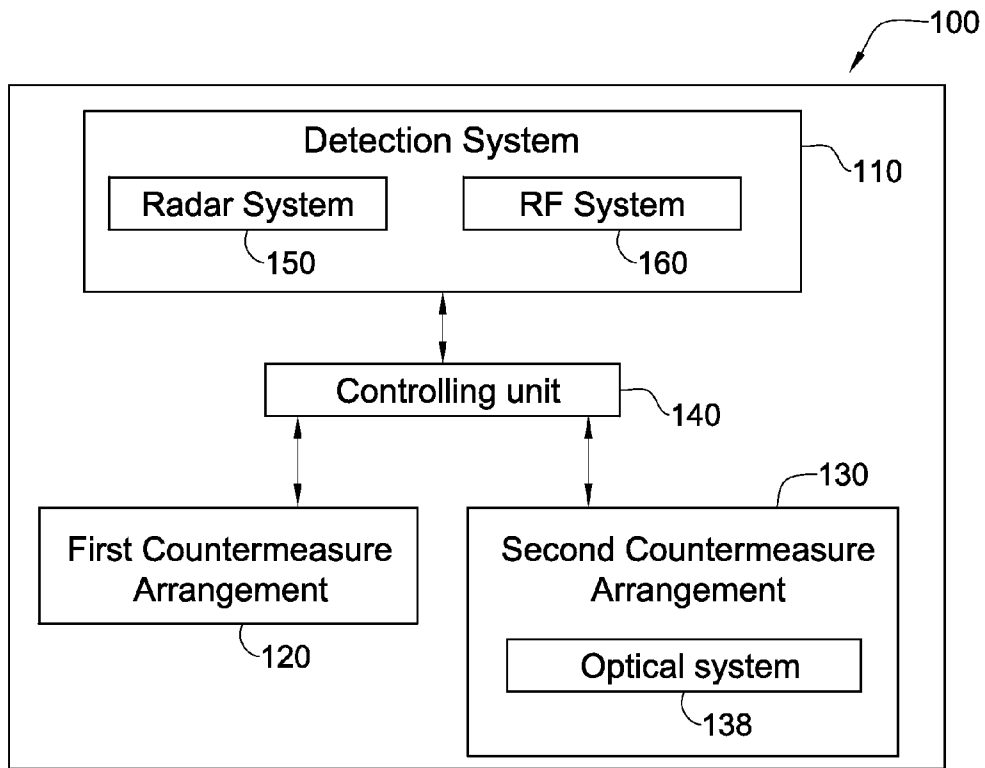 100
Detection System
110
Radar System
RF System
150
160
Controlling unit
140
130
First Countermeasure
Arrangement
Second Countermeasure
Arrangement
120
Optical system
138